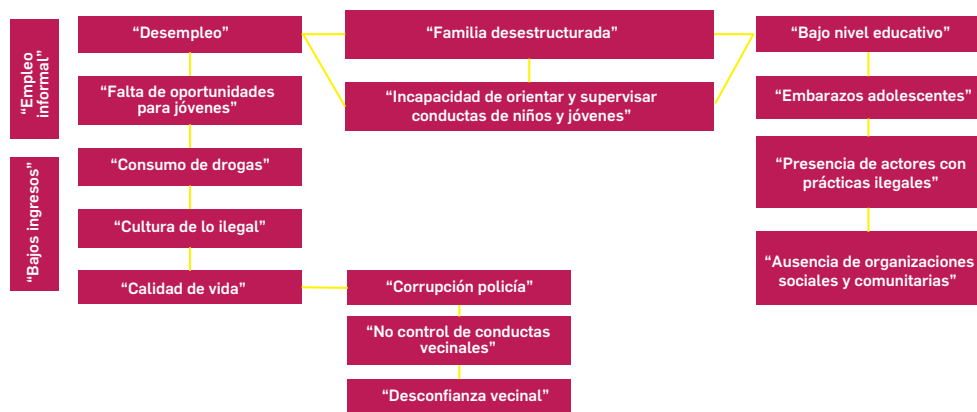 “Empleo
informal”
“Bajos ingresos”
“Desempleo”
“Falta de oportunidades
para jóvenes”
“Consumo de drogas”
“Cultura de lo ilegal”
“Calidad de vida”
“Familia desestructurada”
“Incapacidad de orientar y supervisar
conductas de niños y jóvenes”
“Corrupción policía”
“No control de conductas
vecinales”
“Desconfianza vecinal”
“Bajo nivel educativo”
“Embarazos adolescentes”
“Presencia de actores con
prácticas ilegales”
“Ausencia de organizaciones
sociales y comunitarias”